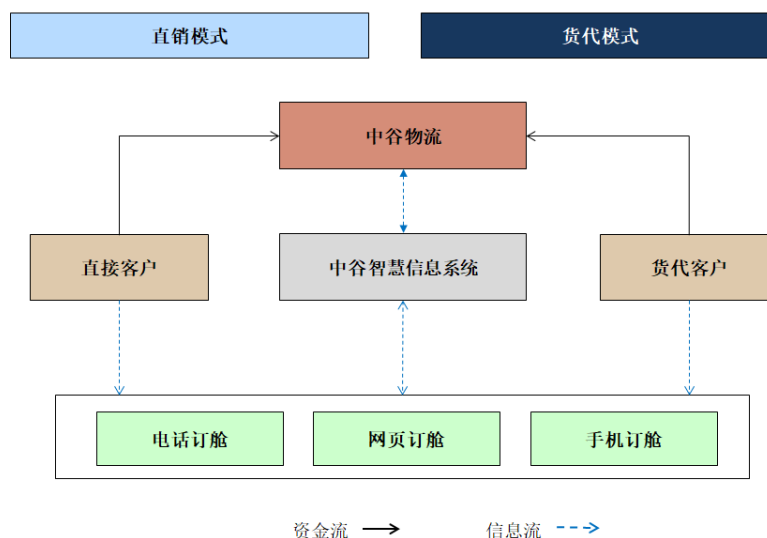 直销模式
货代模式
中谷物流
直接客户
中谷智慧信息系统
货代客户
电话订舱
网页订舱
手机订舱
资金流
信息流